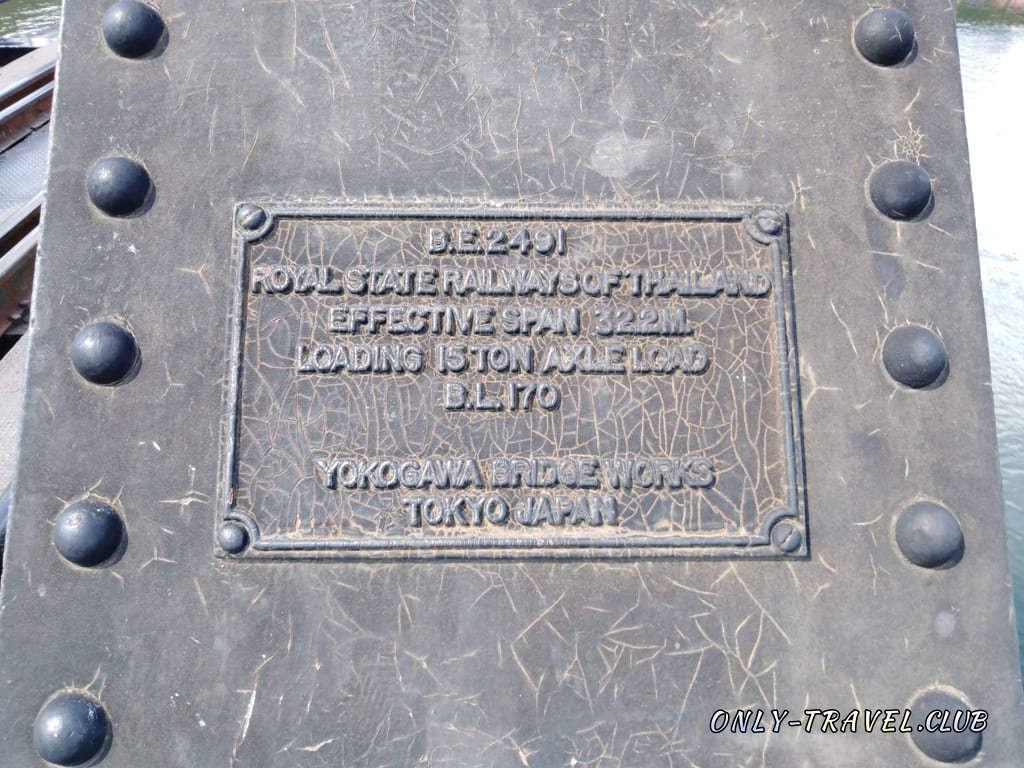 B.E.2491
ROYAL STATE RAILWAYS OF THAILAND
EFFECTIVE SPAN 32.2M.
LOADING 15 TON AXLE LOAD
B.L.170
YOKOGAWA BRIDGE WORKS
TOKYO JAPAN
ONLY-TRAVEL.CLUB